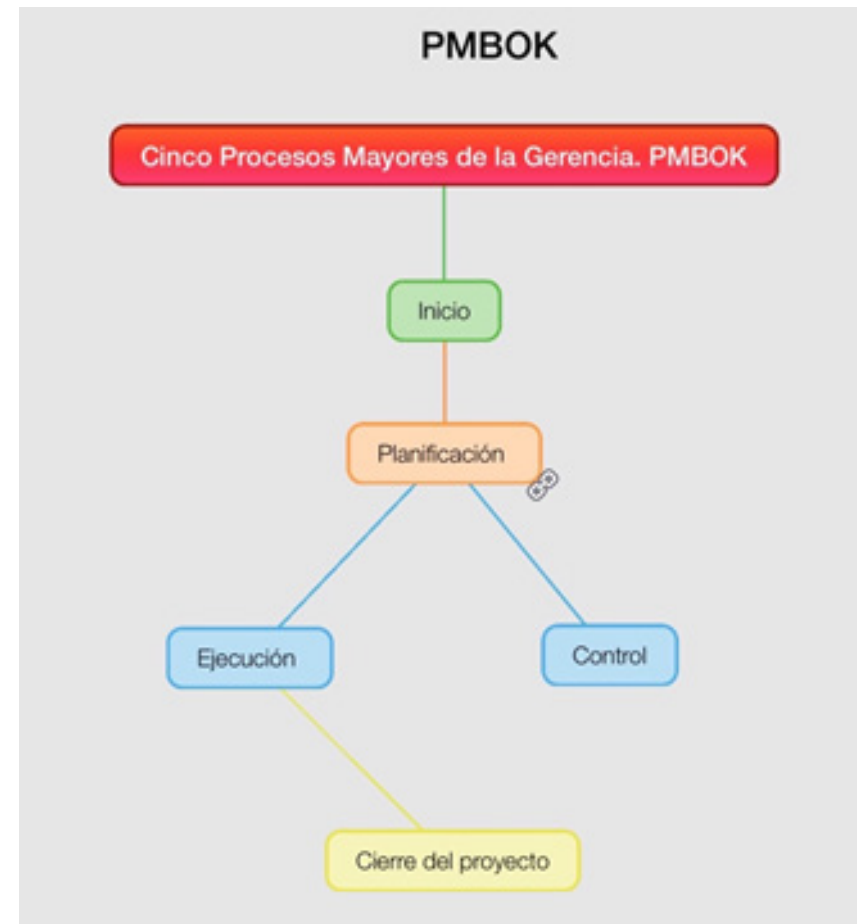 PMBOK
Cinco Procesos Mayores de la Gerencia. PMBOK
Inicio
Planificación
Ejecución
Control
Cierre del proyecto